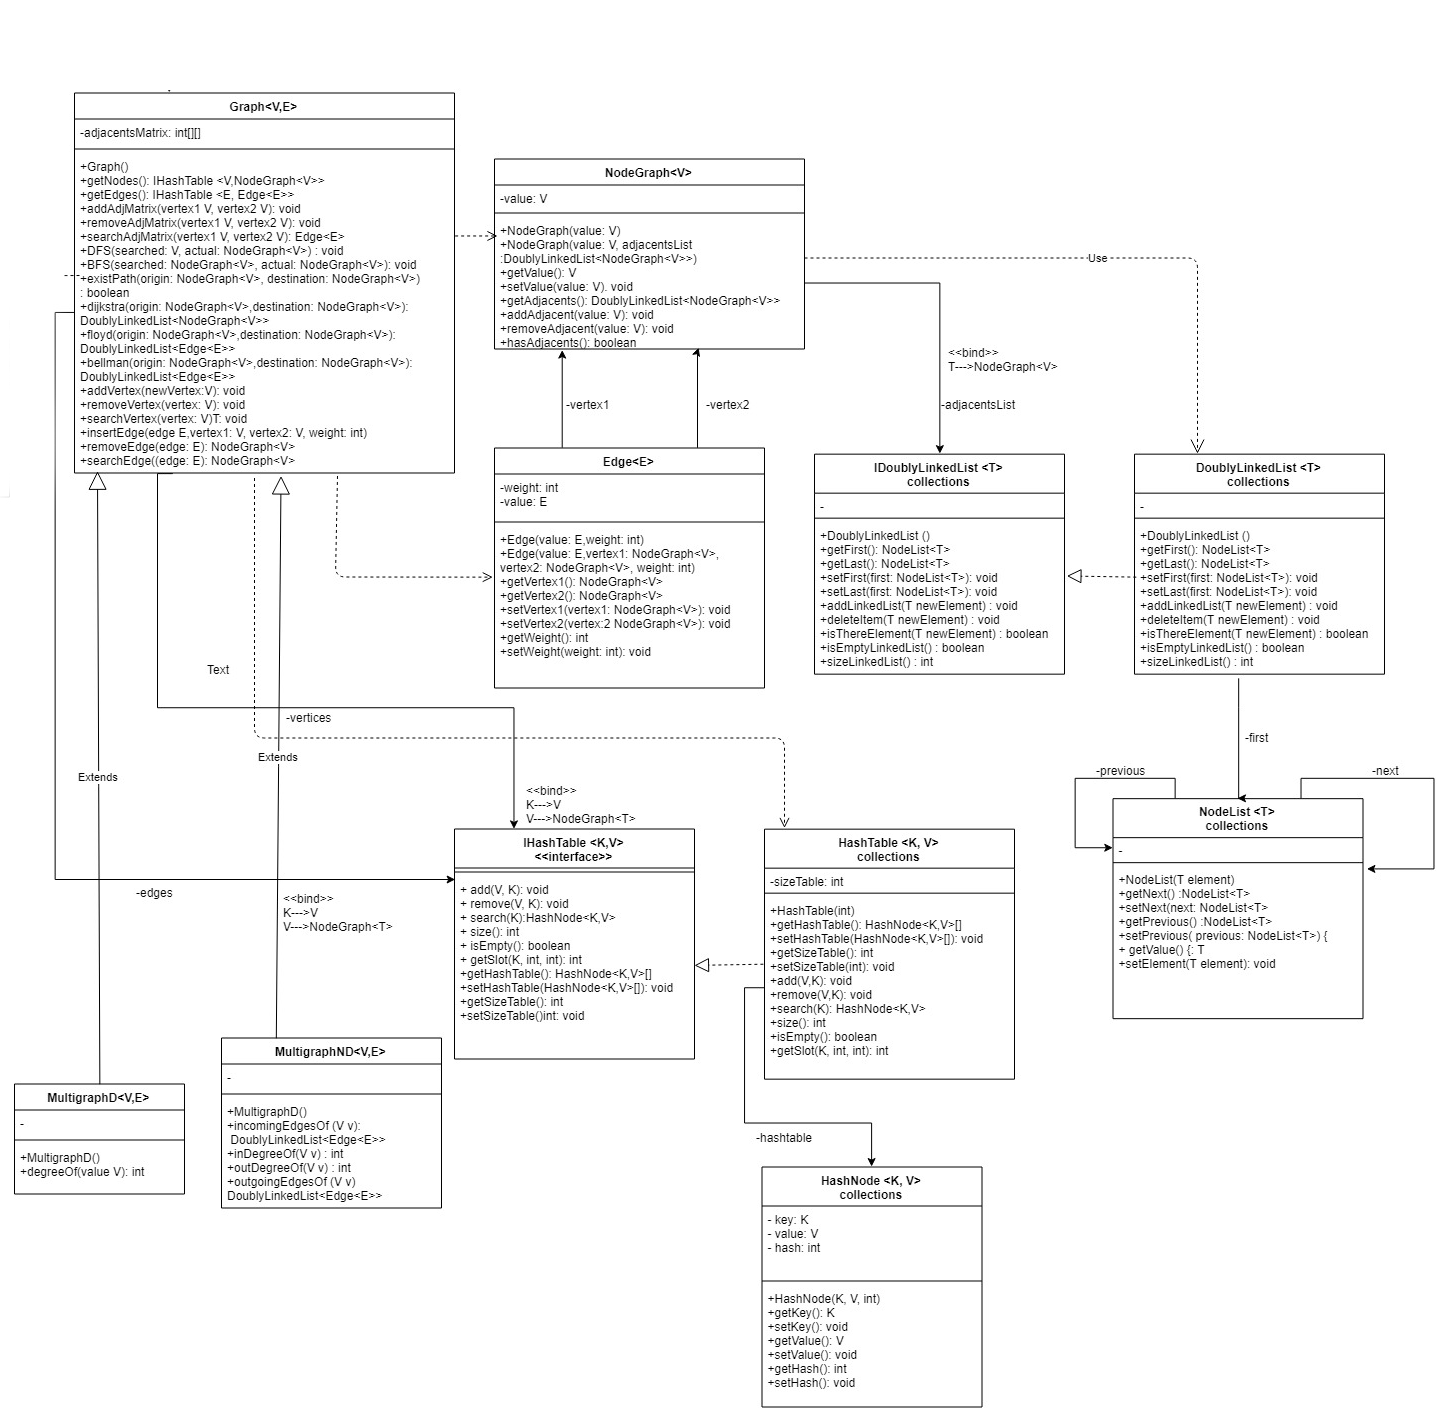 Graph<V,E>
-adjacentsMatrix: int[][]
+Graph()
+getNodes(): IHashTable <V,NodeGraph<V>>
+getEdges(): IHashTable <E, Edge<E>>
+addAdjMatrix(vertex1 V, vertex2 V): void
+removeAdjMatrix(vertex1 V, vertex2 V): void
+searchAdjMatrix(vertex1 V, vertex2 V): Edge<E>
+DFS(searched: V, actual: NodeGraph<V>) : void
+BFS(searched: NodeGraph<V>, actual: NodeGraph<V>): void
+existPath(origin: NodeGraph<V>, destination: NodeGraph<V>)
: boolean
+dijkstra(origin: NodeGraph<V>,destination: NodeGraph<V>):
DoublyLinkedList<NodeGraph<V>>
+floyd(origin: NodeGraph<V>,destination: NodeGraph<V>):
DoublyLinkedList<Edge<E>>
+bellman(origin: NodeGraph<V>,destination: NodeGraph<V>):
DoublyLinkedList<Edge<E>>
+addVertex(newVertex:V): void
+removeVertex(vertex: V): void
+searchVertex(vertex: V)T: void
+insertEdge(edge E,vertex1: V, vertex2: V, weight: int)
+removeEdge(edge: E): NodeGraph<V>
+searchEdge((edge: E): NodeGraph<V>
NodeGraph<V>
-value: V
+NodeGraph(value: V)
+NodeGraph(value: V, adjacentsList
:DoublyLinkedList<NodeGraph<V>>)
+getValue(): V
+setValue(value: V). void
+getAdjacents(): DoublyLinkedList<NodeGraph<V>>
+addAdjacent(value: V): void
+removeAdjacent(value: V): void
+hasAdjacents(): boolean
Use
<<bind>>
T--->NodeGraph<V>
-vertex1
-vertex2
-adjacentsList
Edge<E>
-weight: int
-value: E
+Edge(value: E,weight: int)
+Edge(value: E,vertex1: NodeGraph<V>,
vertex2: NodeGraph<V>, weight: int)
+getVertex1(): NodeGraph<V>
+getVertex2(): NodeGraph<V>
+setVertex1(vertex1: NodeGraph<V>): void
+setVertex2(vertex:2 NodeGraph<V>): void
+getWeight(): int
+setWeight(weight: int): void
IDoublyLinkedList <T>
collections
-
+DoublyLinkedList ()
+getFirst(): NodeList<T>
+getLast(): NodeList<T>
+setFirst(first: NodeList<T>): void
+setLast(first: NodeList<T>): void
+addLinkedList(T newElement) : void
+deleteItem(T newElement) : void
+isThereElement(T newElement) : boolean
+isEmptyLinkedList() : boolean
+sizeLinkedList() : int
DoublyLinkedList <T>
collections
-
+DoublyLinkedList ()
+getFirst(): NodeList<T>
+getLast(): NodeList<T>
+setFirst(first: NodeList<T>): void
+setLast(first: NodeList<T>): void
+addLinkedList(T newElement) : void
+deleteItem(T newElement) : void
+isThereElement(T newElement) : boolean
+isEmptyLinkedList() : boolean
+sizeLinkedList() : int
Text
-vertices
Extends
Extends
-first
-previous
-next
NodeList <T>
collections
-
+NodeList(T element)
+getNext() :NodeList<T>
+setNext(next: NodeList<T>
+getPrevious() :NodeList<T>
+setPrevious( previous: NodeList<T>) {
+ getValue() {: T
+setElement(T element): void
<<bind>>
K--->V
V--->NodeGraph<T>
IHashTable <K,V>
<<interface>>
+ add(V, K): void
+ remove(V, K): void
+ search(K):HashNode<K,V>
+ size(): int
+ isEmpty(): boolean
+ getSlot(K, int, int): int
+getHashTable(): HashNode<K,V>[]
+setHashTable(HashNode<K,V>[]): void
+getSizeTable(): int
+setSizeTable()int: void
HashTable <K, V>
collections
-sizeTable: int
+HashTable(int)
+getHashTable(): HashNode<K,V>[]
+setHashTable(HashNode<K,V>[]): void
+getSizeTable(): int
+setSizeTable(int): void
+add(V,K): void
+remove(V,K): void
+search(K): HashNode<K,V>
+size(): int
+isEmpty(): boolean
+getSlot(K, int, int): int
-edges
<<bind>>
K--->V
V--->NodeGraph<T>
MultigraphND<V,E>
-
+MultigraphD()
+incomingEdgesOf (V v):
DoublyLinkedList<Edge<E>>
+inDegreeOf(V v) : int
+outDegreeOf(V v) : int
+outgoingEdgesOf (V v)
DoublyLinkedList<Edge<E>>
MultigraphD<V,E>
-
+MultigraphD()
+degreeOf(value V): int
-hashtable
HashNode <K, V>
collections
- key: K
- value: V
- hash: int
+HashNode(K, V, int)
+getKey(): K
+setKey(): void
+getValue(): V
+setValue(): void
+getHash(): int
+setHash(): void